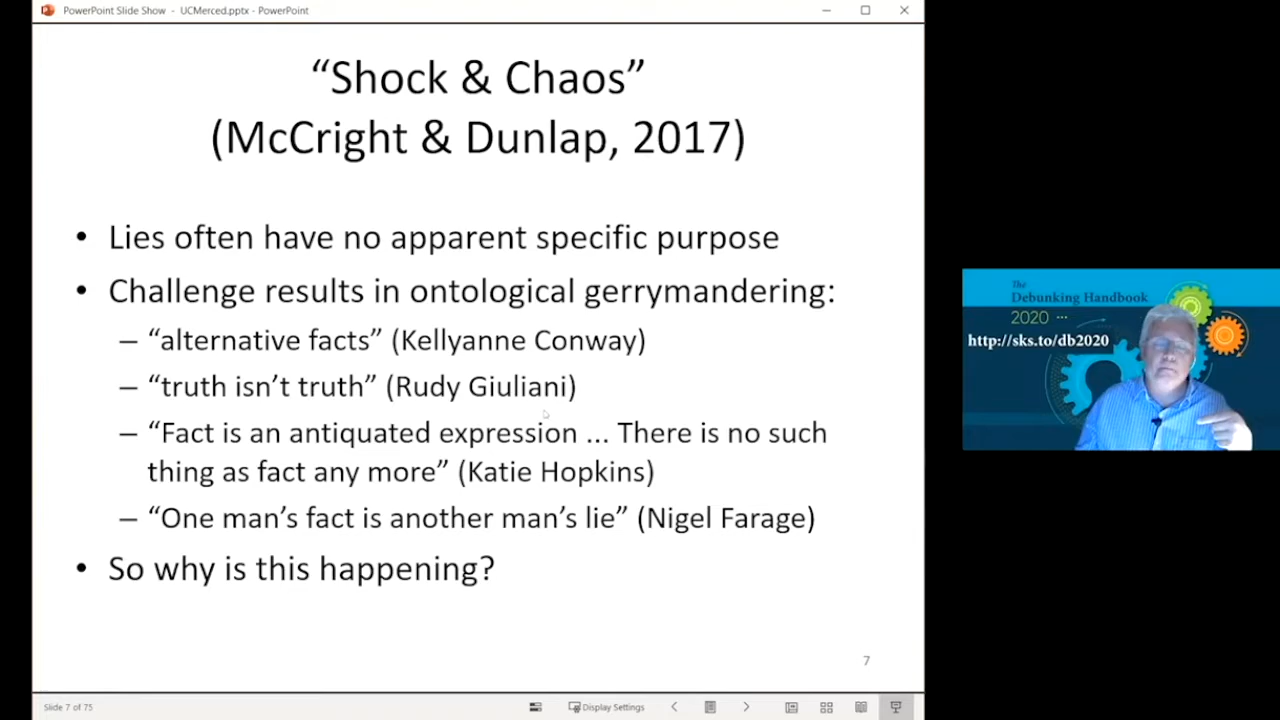 PowerPoint Slide Show - UCMerced.pptx - PowerPoint
“Shock & Chaos”
(McCright & Dunlap, 2017)
• Lies often have no apparent specific purpose
• Challenge results in ontological gerrymandering:
– “alternative facts” (Kellyanne Conway)
– “truth isn’t truth” (Rudy Giuliani)
– “Fact is an antiquated expression ... There is no such
thing as fact any more” (Katie Hopkins)
– “One man’s fact is another man’s lie” (Nigel Farage)
• So why is this happening?
7
The
Debunking Handbook
2020 ...
http://sks.to/db2020
Slide 7 of 75
Display Settings